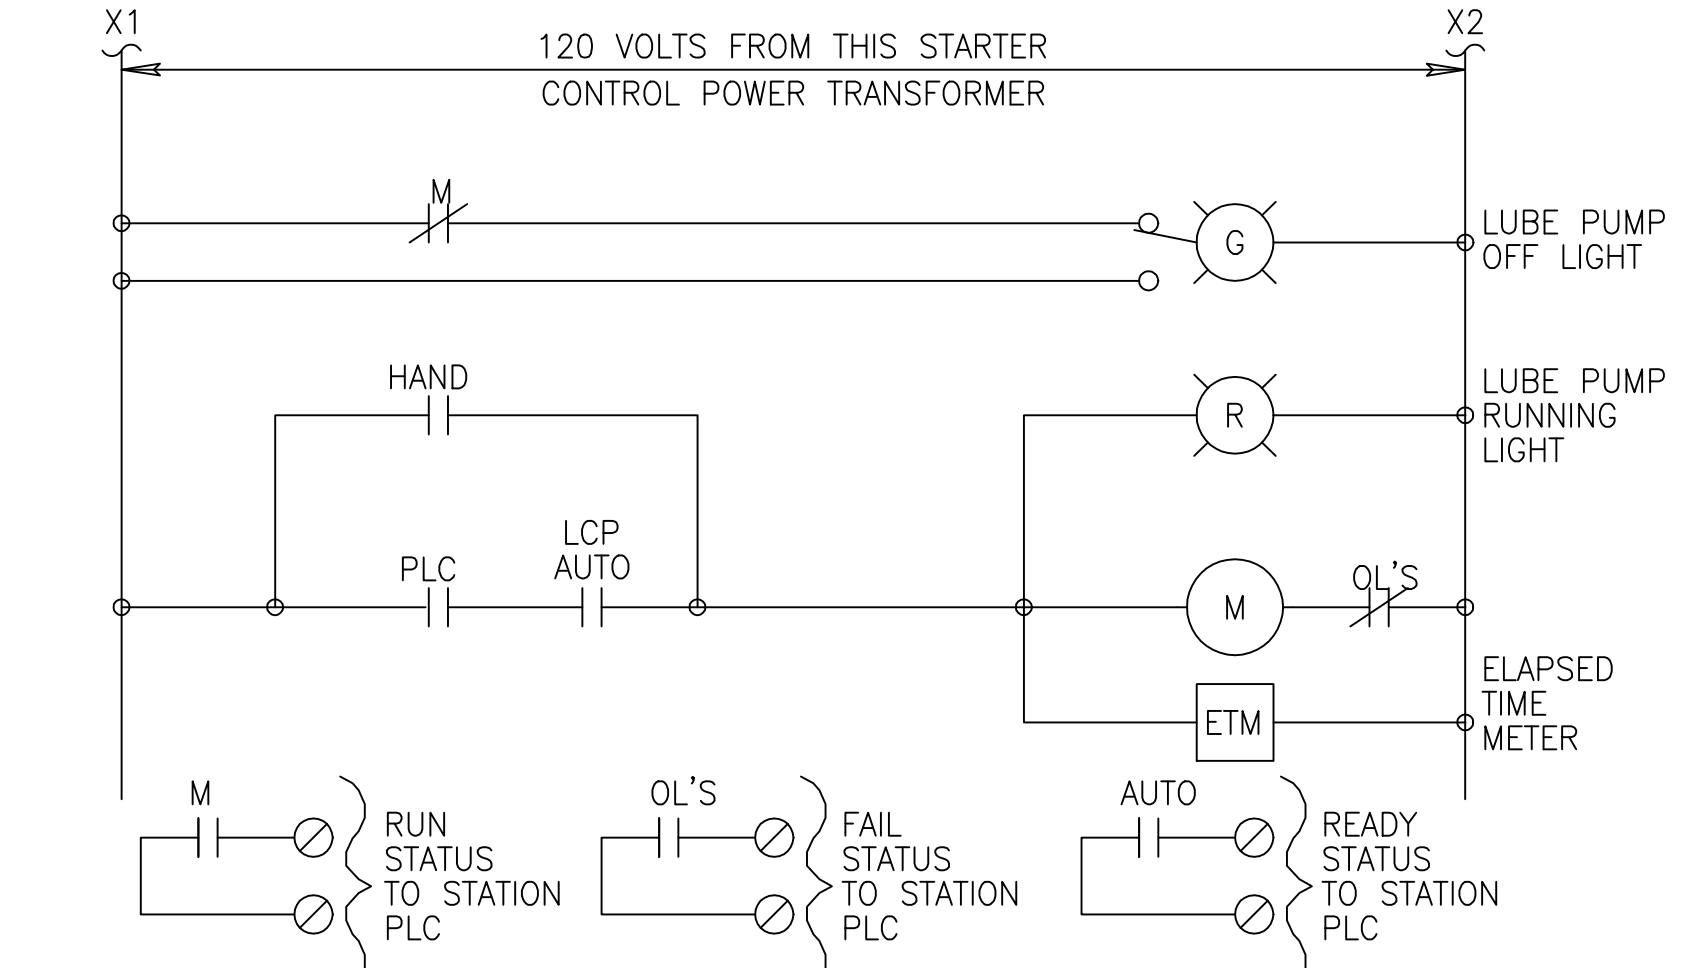 X1
X2
120 VOLTS FROM THIS STARTER
CONTROL POWER TRANSFORMER
M
G
LUBE PUMP
OFF LIGHT
HAND
R
LUBE PUMP
RUNNING
LIGHT
LCP
AUTO
PLC
M
OL'S
ETM
ELAPSED
TIME
METER
M
RUN
STATUS
TO STATION
PLC
OL'S
FAIL
STATUS
TO STATION
PLC
AUTO
READY
STATUS
TO STATION
PLC